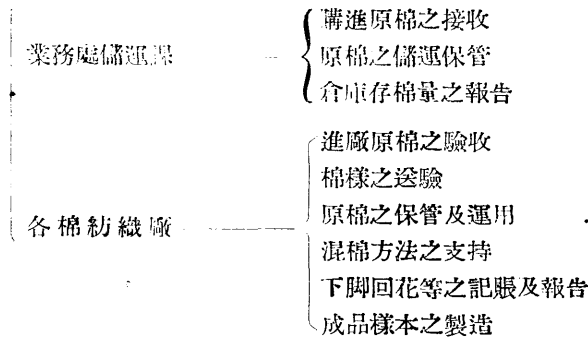 業務處儲運課
購進原棉之接收
原棉之儲運保管
倉庫存棉量之報告
各棉紡織廠
進廠原棉之驗收
棉樣之送驗
原棉之保管及運用
混棉方法之支持
下脚回花等之記賬及報告
成品樣本之製造